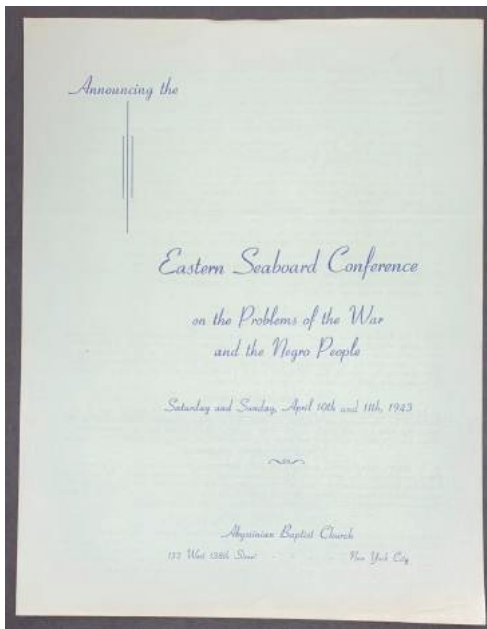 Announcing the
Eastern Seaboard Conference
on the Problems of the War
and the Negro People
Saturday and Sunday, April 10th and 11th, 1943
Abyssinian Baptist Church
132 West 138th Street - - - - New York City